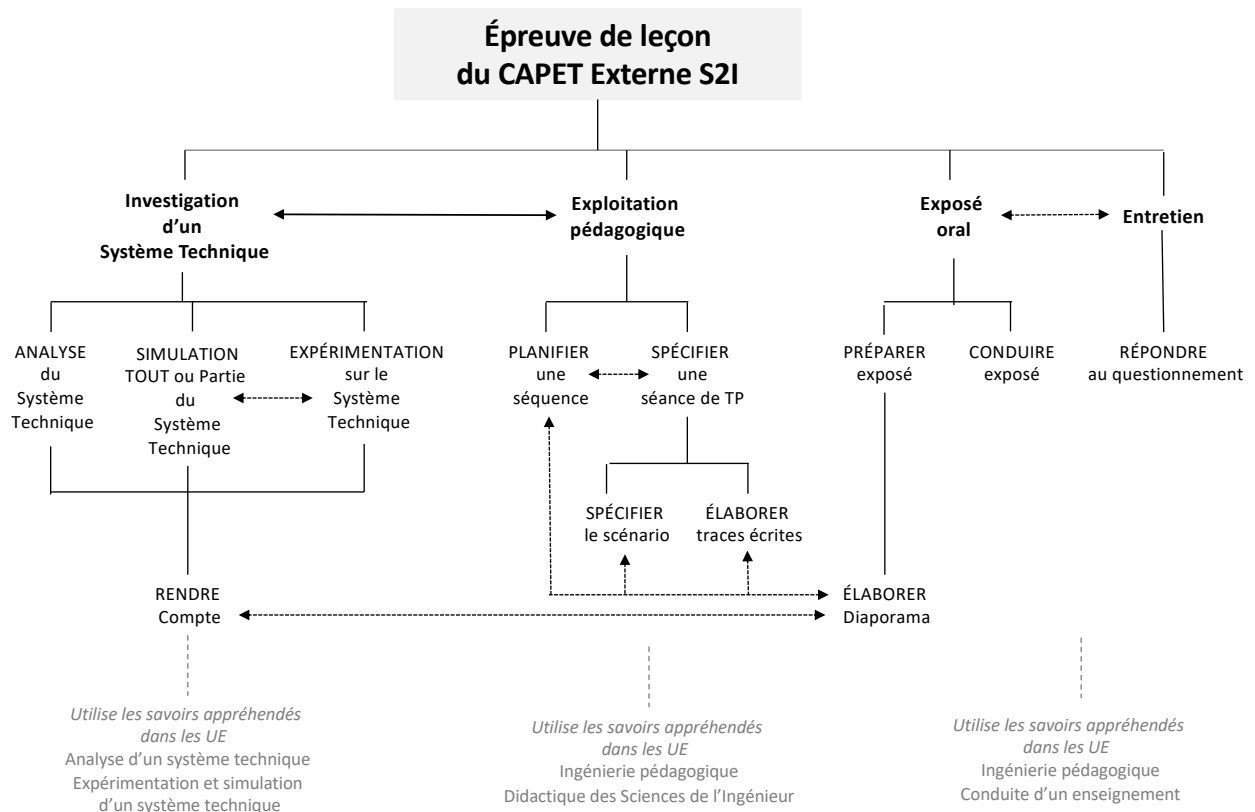 Épreuve de leçon
du CAPET Externe S2I
Investigation
d’un
Système Technique
Exploitation
pédagogique
Exposé
oral
Entretien
ANALYSE
du
Système
Technique
SIMULATION
TOUT ou Partie
du
Système
Technique
EXPÉRIMENTATION
sur le
Système
Technique
PLANIFIER
une
séquence
SPÉCIFIER
une
séance de TP
PRÉPARER
exposé
CONDUIRE
exposé
RÉPONDRE
au questionnement
SPÉCIFIER
le scénario
ÉLABORER
traces écrites
RENDRE
Compte
ÉLABORER
Diaporama
Utilise les savoirs appréhendés
dans les UE
Analyse d’un système technique
Expérimentation et simulation
d’un système technique
Utilise les savoirs appréhendés
dans les UE
Ingénierie pédagogique
Didactique des Sciences de l’Ingénieur
Utilise les savoirs appréhendés
dans les UE
Ingénierie pédagogique
Conduite d’un enseignement